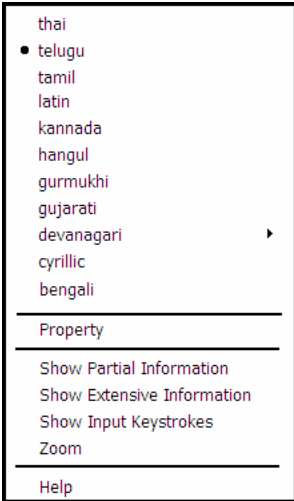 thai
telugu
tamil
latin
kannada
hangul
gurmukhi
gujarati
devanagari
cyrillic
bengali
Property
Show Partial Information
Show Extensive Information
Show Input Keystrokes
Zoom
Help